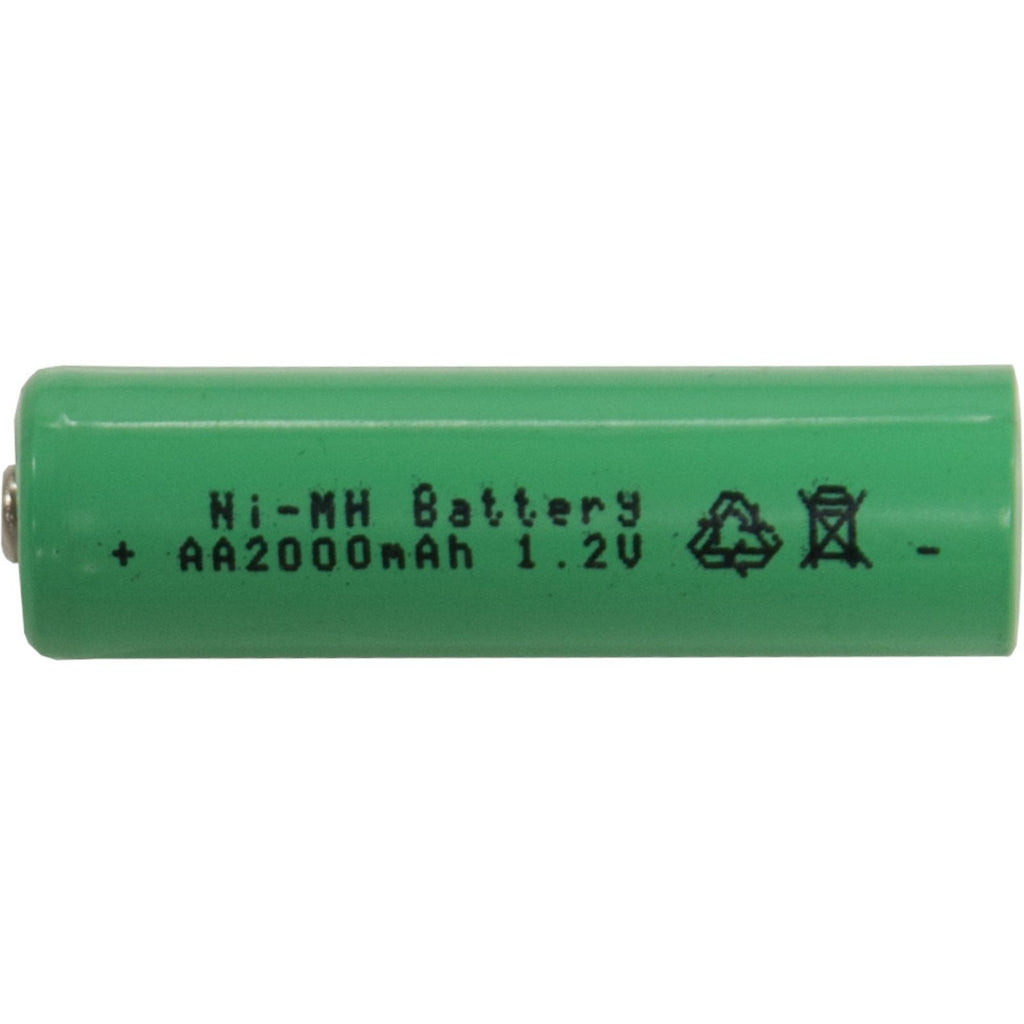 Ni-MH Battery
+ AA2000mAh 1.2V -